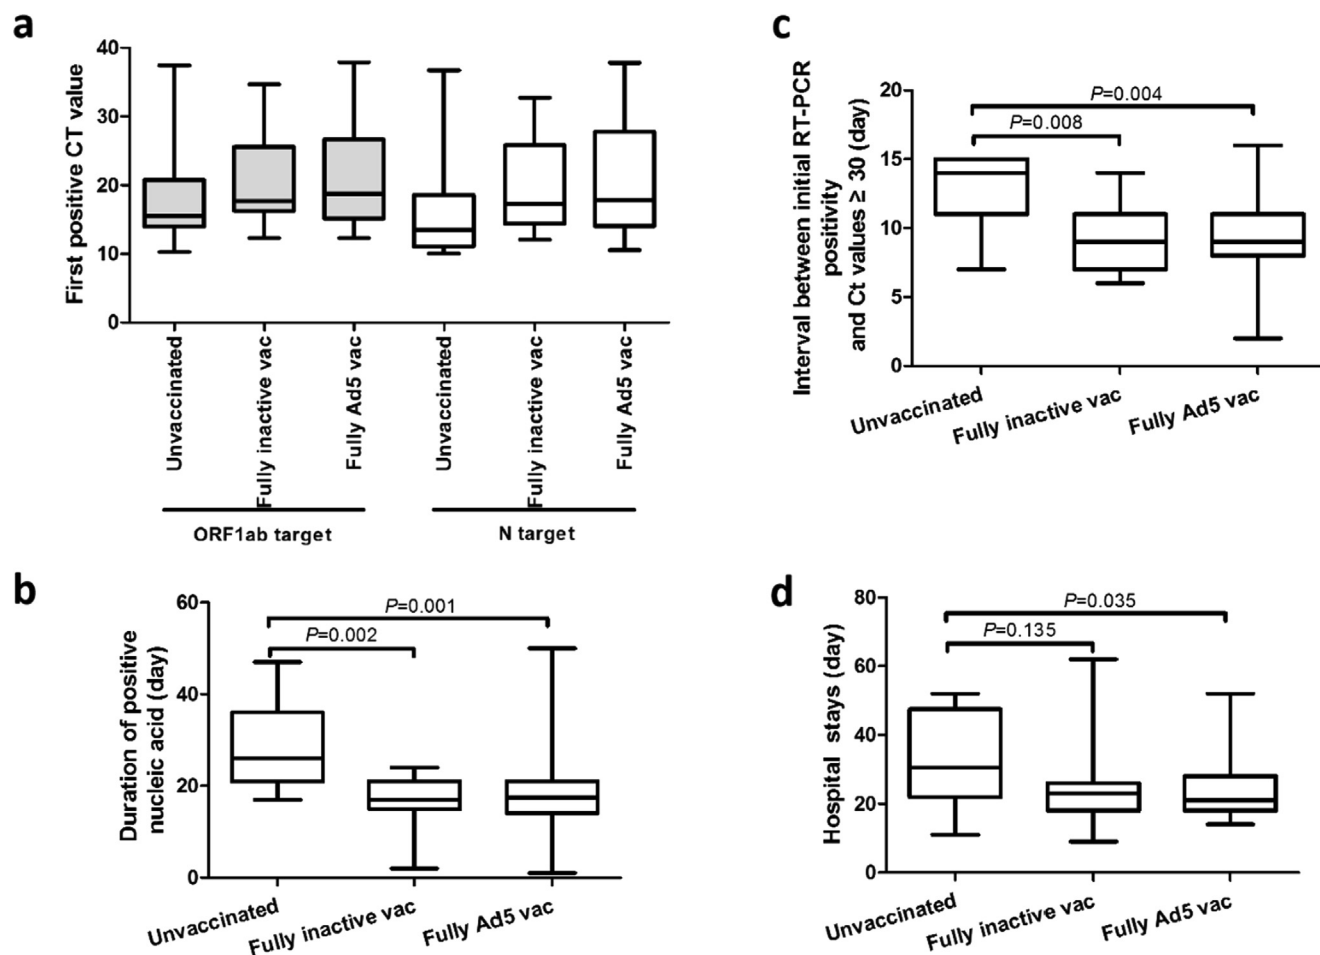 a
First positive CT value
40
30
20
10
0
Unvaccinated
Fully inactive vac
Fully Ad5 vac
Unvaccinated
Fully inactive vac
Fully Ad5 vac
ORF1ab target
N target
b
Duration of positive
nucleic acid (day)
60
40
20
0
P=0.001
P=0.002
Unvaccinated
Fully inactive vac
Fully Ad5 vac
c
Interval between initial RT-PCR
positivity
and Ct values ≥ 30 (day)
20
15
10
5
0
P=0.004
P=0.008
Unvaccinated
Fully inactive vac
Fully Ad5 vac
d
Hospital stays (day)
80
60
40
20
0
P=0.035
P=0.135
Unvaccinated
Fully inactive vac
Fully Ad5 vac